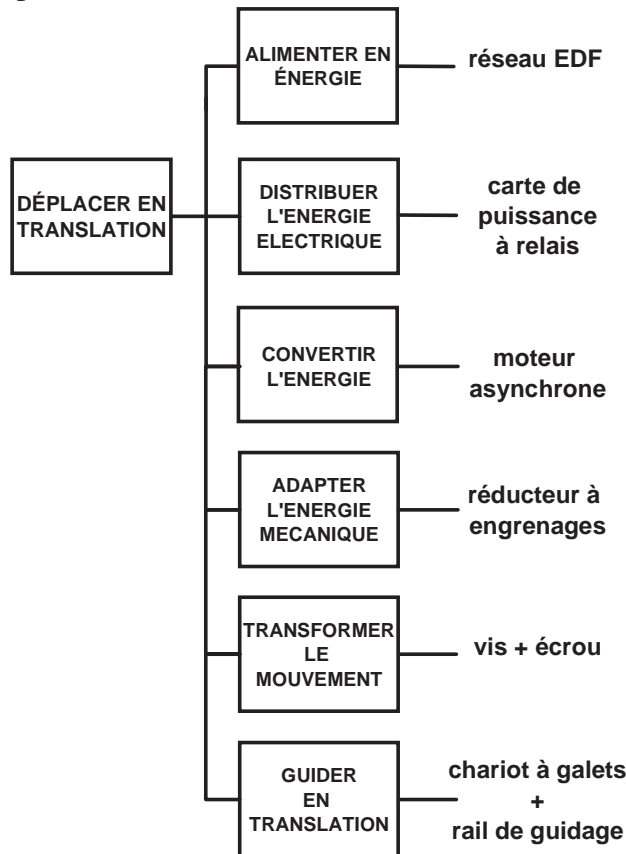 ALIMENTER EN
ÉNERGIE
réseau EDF
DÉPLACER EN
TRANSLATION
DISTRIBUER
L'ENERGIE
ELECTRIQUE
carte de
puissance
à relais
CONVERTIR
L'ENERGIE
moteur
asynchrone
ADAPTER
L'ENERGIE
MECANIQUE
réducteur à
engrenages
TRANSFORMER
LE
MOUVEMENT
vis + écrou
GUIDER
EN
TRANSLATION
chariot à galets
+
rail de guidage